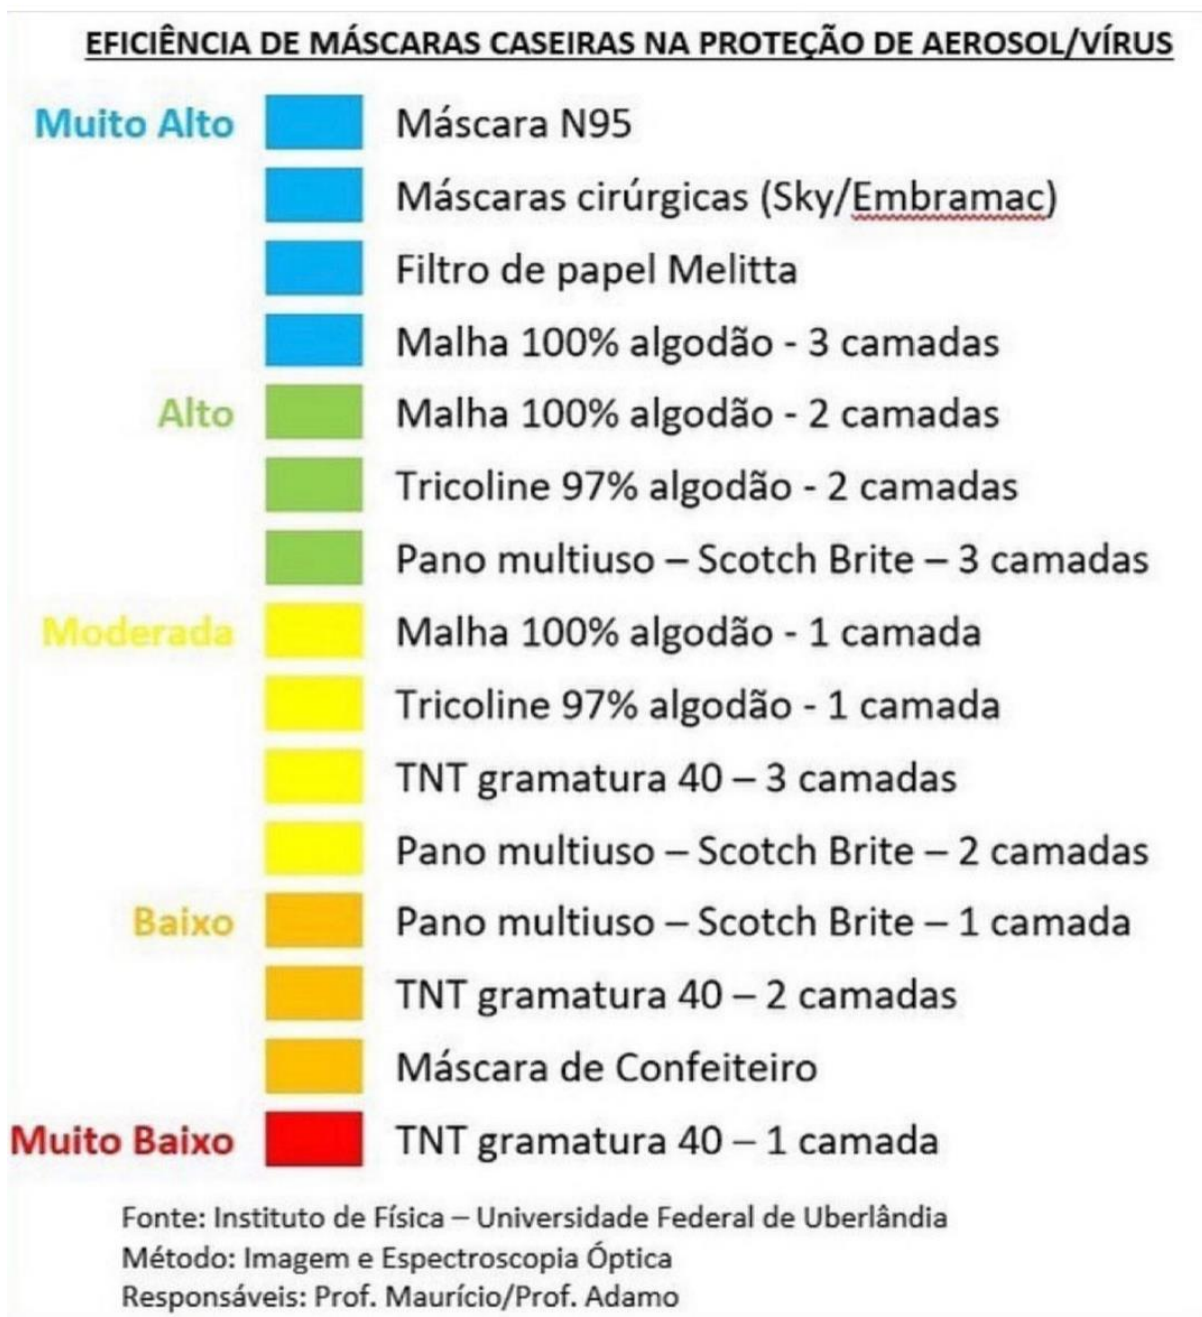 EFICIÊNCIA DE MÁSCARAS CASEIRAS NA PROTEÇÃO DE AEROSOL/VÍRUS
Muito Alto Máscara N95
Máscaras cirúrgicas (Sky/Embramac)
Filtro de papel Melitta
Malha 100% algodão - 3 camadas
Alto Malha 100% algodão - 2 camadas
Tricoline 97% algodão - 2 camadas
Pano multiuso – Scotch Brite – 3 camadas
Moderada Malha 100% algodão - 1 camada
Tricoline 97% algodão - 1 camada
TNT gramatura 40 – 3 camadas
Pano multiuso – Scotch Brite – 2 camadas
Baixo Pano multiuso – Scotch Brite – 1 camada
TNT gramatura 40 – 2 camadas
Máscara de Confeiteiro
Muito Baixo TNT gramatura 40 – 1 camada
Fonte: Instituto de Física – Universidade Federal de Uberlândia
Método: Imagem e Espectroscopia Óptica
Responsáveis: Prof. Maurício/Prof. Adamo